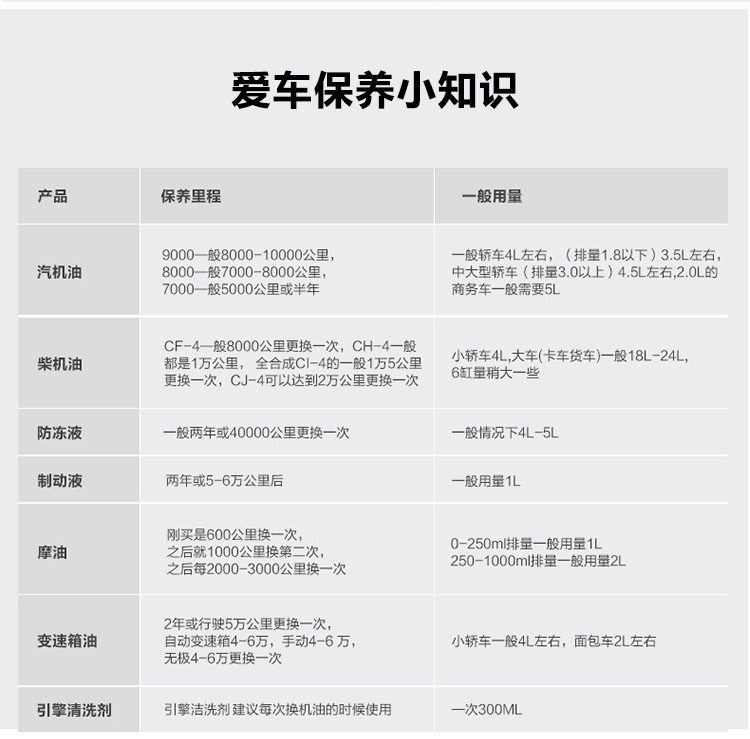 爱车保养小知识
产品
保养里程
一般用量
汽机油
9000一般8000-10000公里，
8000一般7000-8000公里，
7000一般5000公里或半年
一般轿车4L左右，（排量1.8以下）3.5L左右，
中大型轿车（排量3.0以上）4.5L左右,2.0L的
商务车一般需要5L
柴机油
CF-4一般8000公里更换一次，CH-4一般
都是1万公里， 全合成CI-4的一般1万5公里
更换一次，CJ-4可以达到2万公里更换一次
小轿车4L,大车(卡车货车)一般18L-24L,
6缸量稍大一些
防冻液
一般两年或40000公里更换一次
一般情况下4L-5L
制动液
两年或5-6万公里后
一般用量1L
摩油
刚买是600公里换一次，
之后就1000公里换第二次，
之后每2000-3000公里换一次
0-250ml排量一般用量1L
250-1000ml排量一般用量2L
变速箱油
2年或行驶5万公里更换一次，
自动变速箱4-6万，手动4-6 万，
无极4-6万更换一次
小轿车一般4L左右，面包车2L左右
引擎清洗剂
引擎洁洗剂 建议每次换机油的时候使用
一次300ML